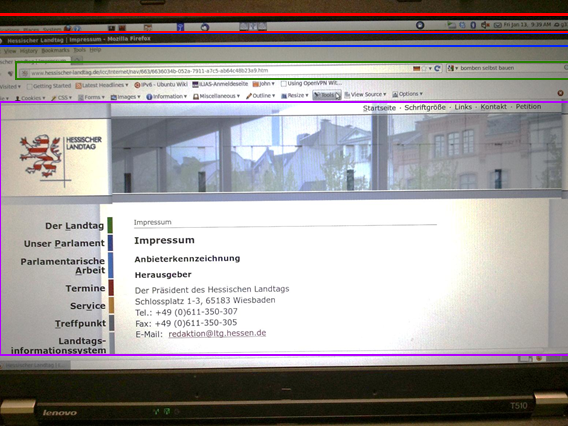 Fri Jan 13, 9:36 AM
Hessischer Landtag | Impressum - Mozilla Firefox
View History Bookmarks Tools Help
www.hessischer-landtag.de/icc/Internet/nav/883/
bomben selbst bauen
Getting Started Latest Headlines IPv6 - Ubuntu Wiki ILIAS-Anmeldeseite John Using OpenVPN Wit...
Cookies CSS Forms Images Information Miscellaneous Outline Resize Tools View Source Options
Startseite · Schriftgröße · Links · Kontakt · Petition
HESSISCHER
LANDTAG
Der Landtag
Unser Parlament
Parlamentarische
Arbeit
Termine
Service
Treffpunkt
Landtags-
informationssystem
Impressum
Impressum
Anbieterkennzeichnung
Herausgeber
Der Präsident des Hessischen Landtags
Schlossplatz 1-3, 65183 Wiesbaden
Tel.: +49 (0)611-350-307
Fax: +49 (0)611-350-305
E-Mail: redaktion@ltg.hessen.de
lenovo
T510